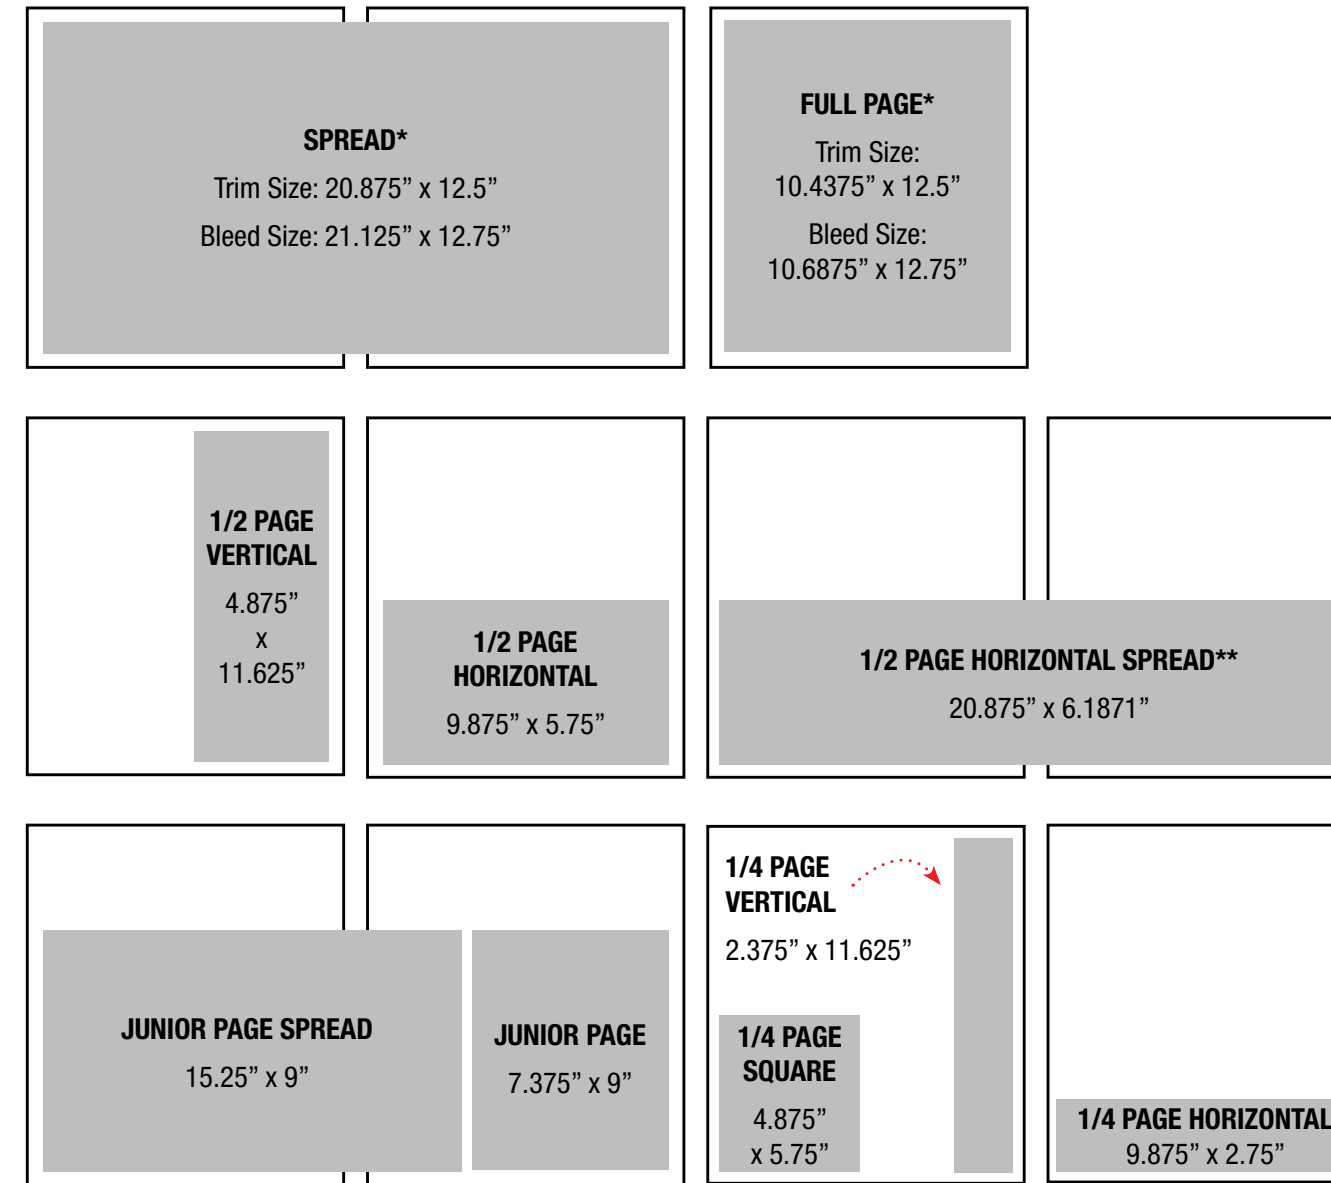 SPREAD*
Trim Size: 20.875” x 12.5”
Bleed Size: 21.125” x 12.75”
FULL PAGE*
Trim Size:
10.4375” x 12.5”
Bleed Size:
10.6875” x 12.75”
1/2 PAGE
VERTICAL
4.875”
x
11.625”
1/2 PAGE
HORIZONTAL
9.875” x 5.75”
1/2 PAGE HORIZONTAL SPREAD**
20.875” x 6.1871”
JUNIOR PAGE SPREAD
15.25” x 9”
JUNIOR PAGE
7.375” x 9”
1/4 PAGE
VERTICAL
2.375” x 11.625”
1/4 PAGE
SQUARE
4.875”
x 5.75”
1/4 PAGE HORIZONTAL
9.875” x 2.75”